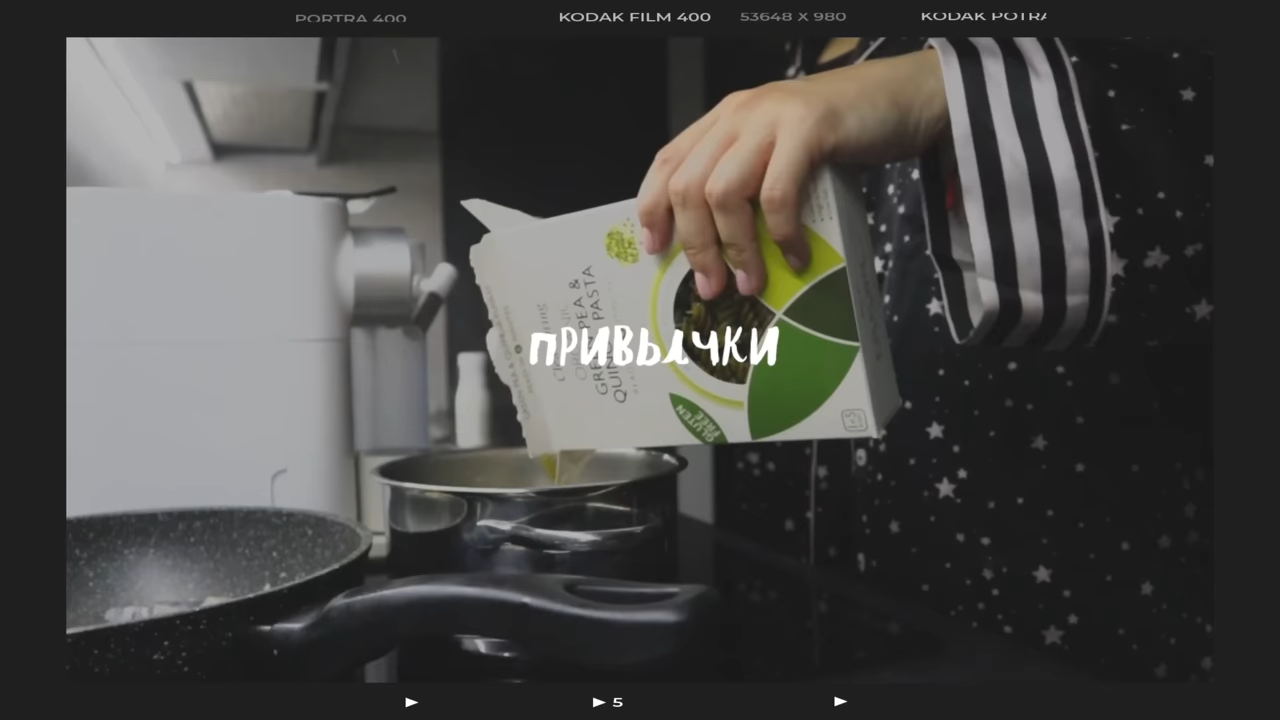 PORTRA 400
KODAK FILM 400
53648 X 980
KODAK POTRA
GREEN PEA &
QUINOA PASTA
ПРИВЫЧКИ
GLUTEN
FREE
5